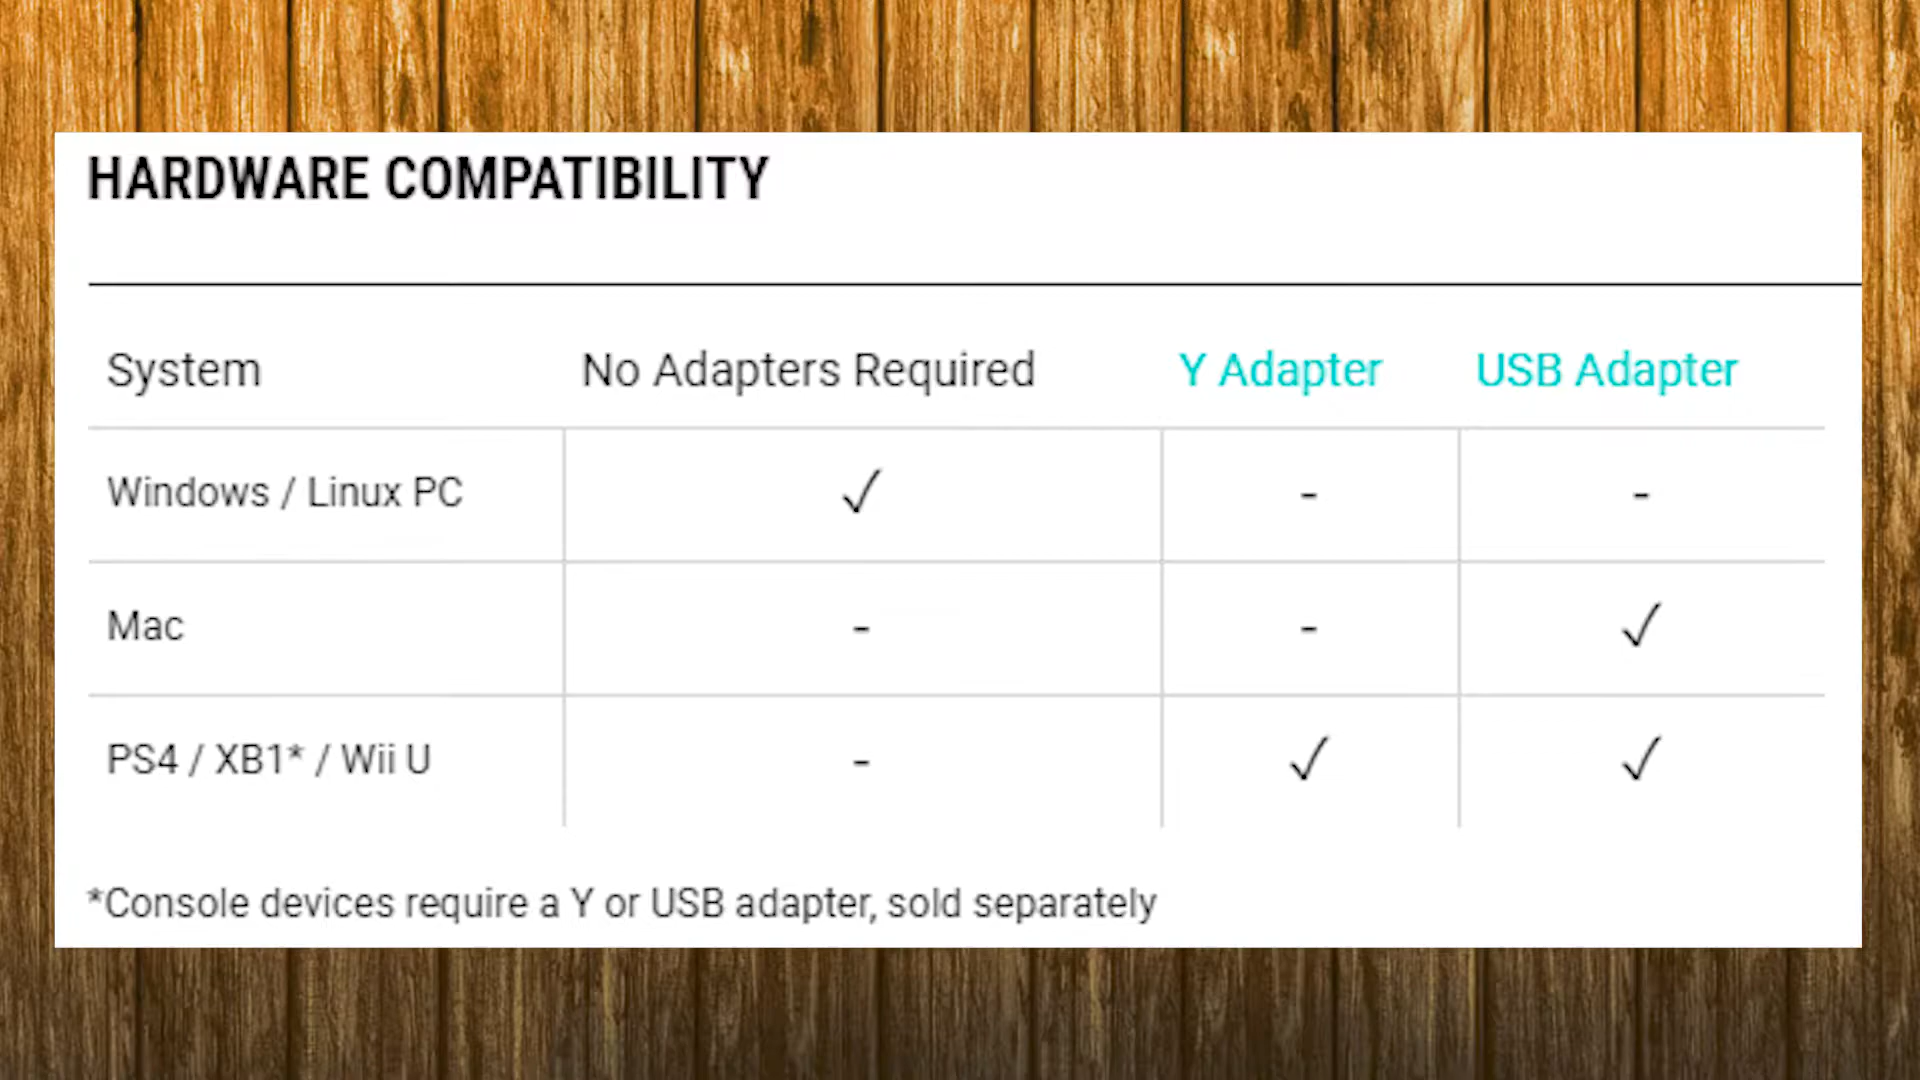 HARDWARE COMPATIBILITY
System No Adapters Required Y Adapter USB Adapter
Windows / Linux PC ✓ - -
Mac - - ✓
PS4 / XB1* / Wii U - ✓ ✓
*Console devices require a Y or USB adapter, sold separately